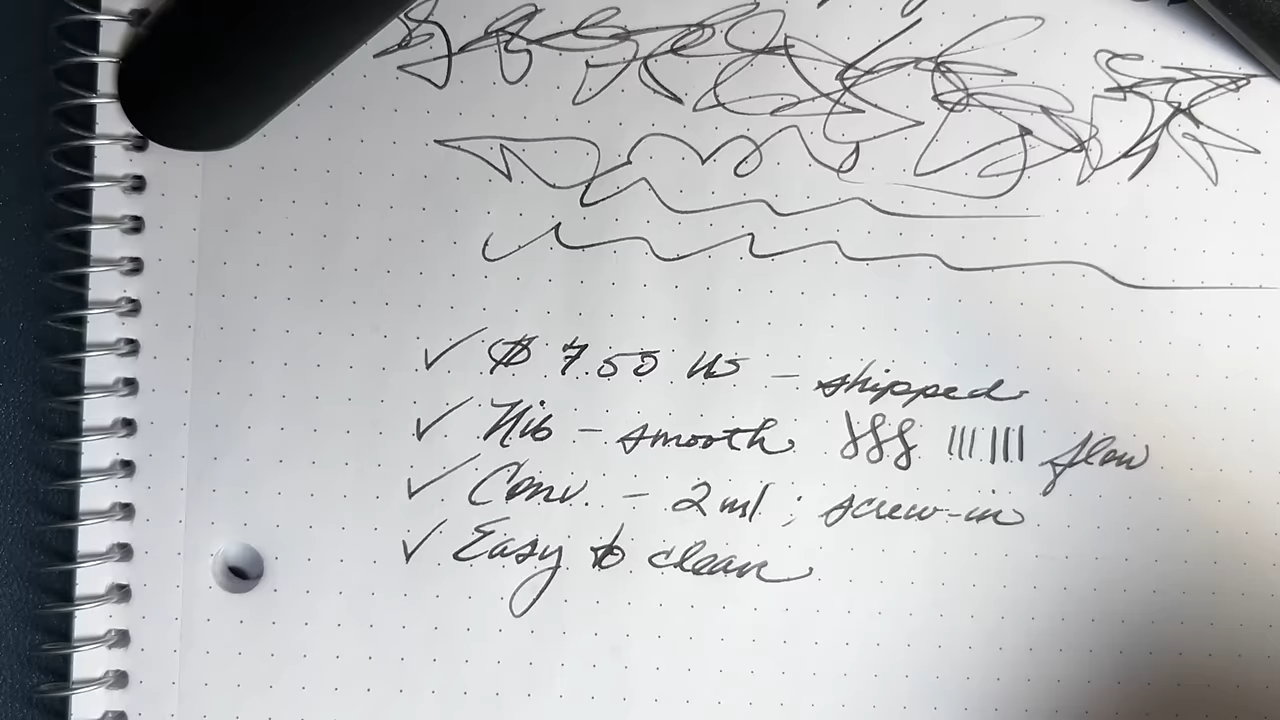 ✓ $7.50 US – shipped
✓ Nib – smooth flow
✓ Conv. – 2ml; screw-in
✓ Easy to clean